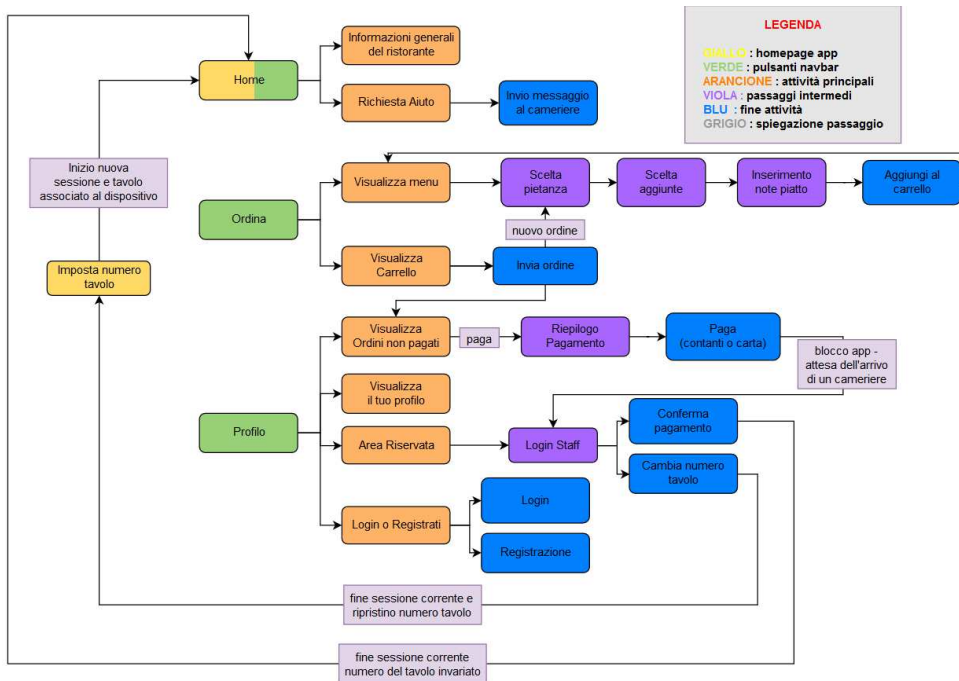 LEGENDA
GIALLO : homepage app
VERDE : pulsanti navbar
ARANCIONE : attività principali
VIOLA : passaggi intermedi
BLU : fine attività
GRIGIO : spiegazione passaggio
Home
Informazioni generali
del ristorante
Richiesta Aiuto
Invio messaggio
al cameriere
Inizio nuova
sessione e tavolo
associato al dispositivo
Imposta numero
tavolo
Ordina
Visualizza menu
Scelta
pietanza
Scelta
aggiunte
Inserimento
note piatto
Aggiungi al
carrello
nuovo ordine
Visualizza
Carrello
Invia ordine
Profilo
Visualizza
Ordini non pagati
paga
Riepilogo
Pagamento
Paga
(contanti o carta)
blocco app -
attesa dell'arrivo
di un cameriere
Visualizza
il tuo profilo
Area Riservata
Login Staff
Conferma
pagamento
Cambia numero
tavolo
Login o Registrati
Login
Registrazione
fine sessione corrente e
ripristino numero tavolo
fine sessione corrente
numero del tavolo invariato